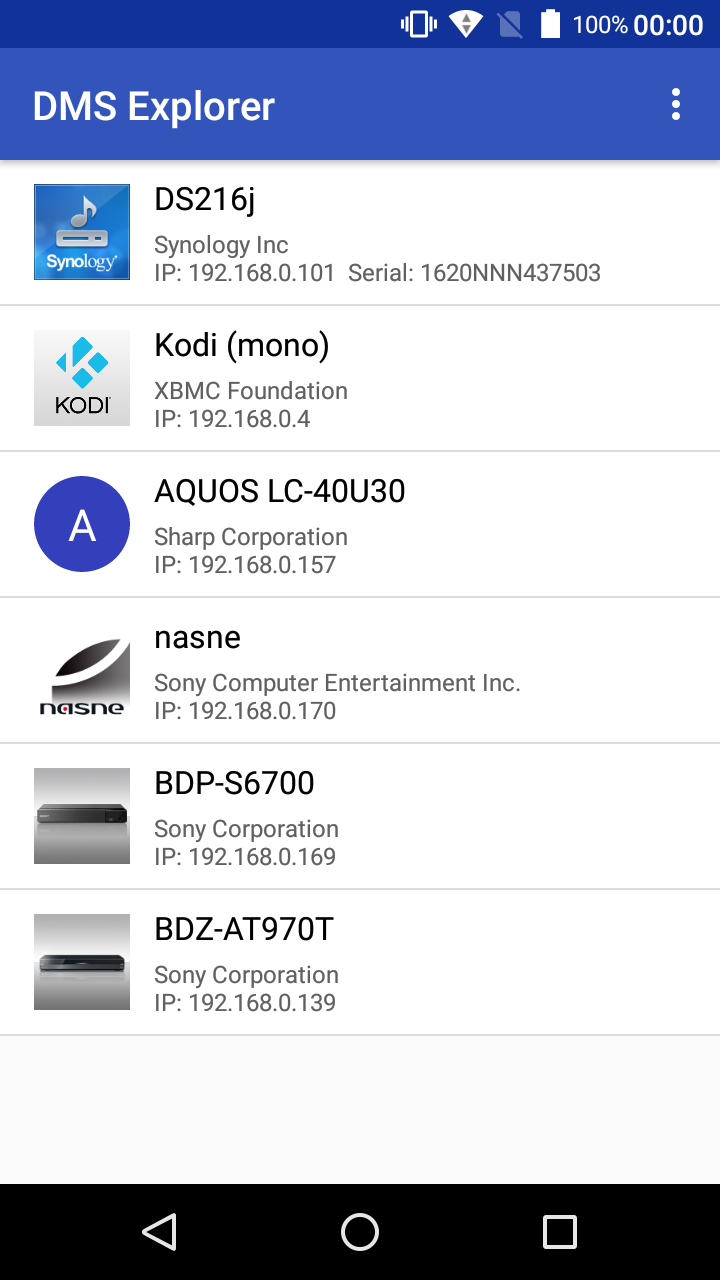 100% 00:00
DMS Explorer
Synology
DS216j
Synology Inc
IP: 192.168.0.101  Serial: 1620NNN437503
KODI
Kodi (mono)
XBMC Foundation
IP: 192.168.0.4
A
AQUOS LC-40U30
Sharp Corporation
IP: 192.168.0.157
nasne
nasne
Sony Computer Entertainment Inc.
IP: 192.168.0.170
BDP-S6700
Sony Corporation
IP: 192.168.0.169
BDZ-AT970T
Sony Corporation
IP: 192.168.0.139